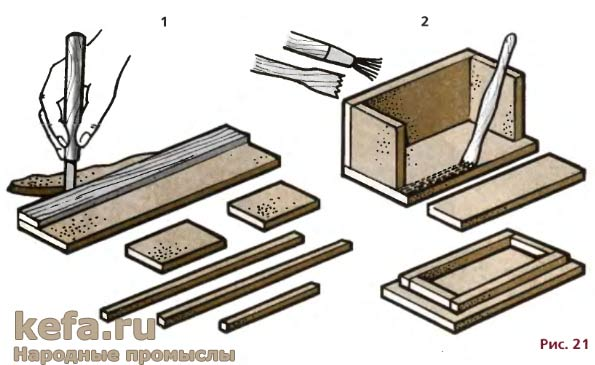 1
2
kefa.ru
Народные промыслы
Рис. 21